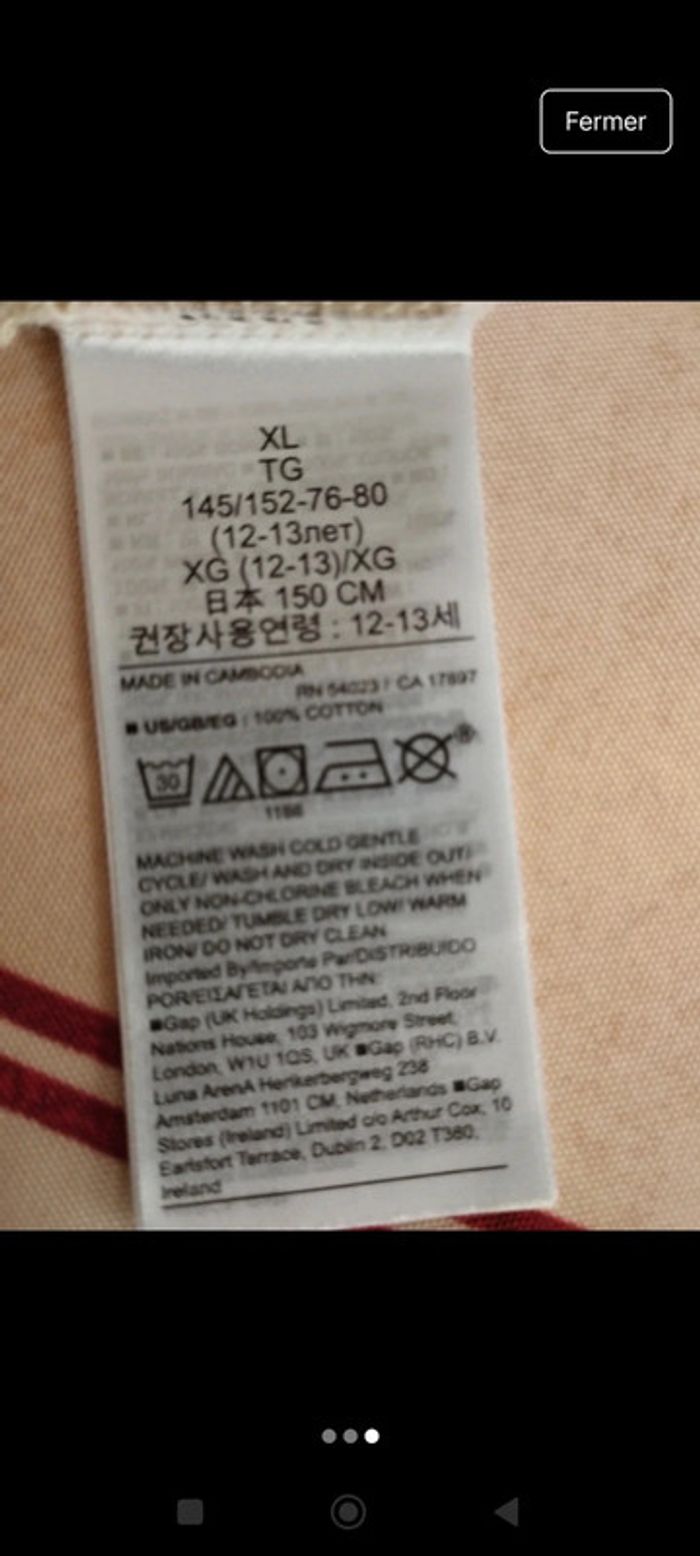 Fermer
XL
TG
145/152-76-80
(12-13лет)
XG (12-13)/XG
日本 150 CM
권장사용연령 : 12-13세
MADE IN CAMBODIA
RN 54023 / CA 17897
■ US/GB/EG : 100% COTTON
30
1166
MACHINE WASH COLD GENTLE
CYCLE/ WASH AND DRY INSIDE OUT/
ONLY NON-CHLORINE BLEACH WHEN
NEEDED/ TUMBLE DRY LOW/ WARM
IRON/ DO NOT DRY CLEAN
Imported By/Importe Par/DISTRIBUIDO
POR/ΕΙΣΑΓΕΤΑΙ ΑΠΟ ΤΗΝ:
■Gap (UK Holdings) Limited, 2nd Floor
Nations House, 103 Wigmore Street,
London, W1U 1QS, UK ■Gap (RHC) B.V.
Luna ArenA Herikerbergweg 238
Amsterdam 1101 CM, Netherlands ■Gap
Stores (Ireland) Limited c/o Arthur Cox, 10
Earlsfort Terrace, Dublin 2, D02 T380,
Ireland